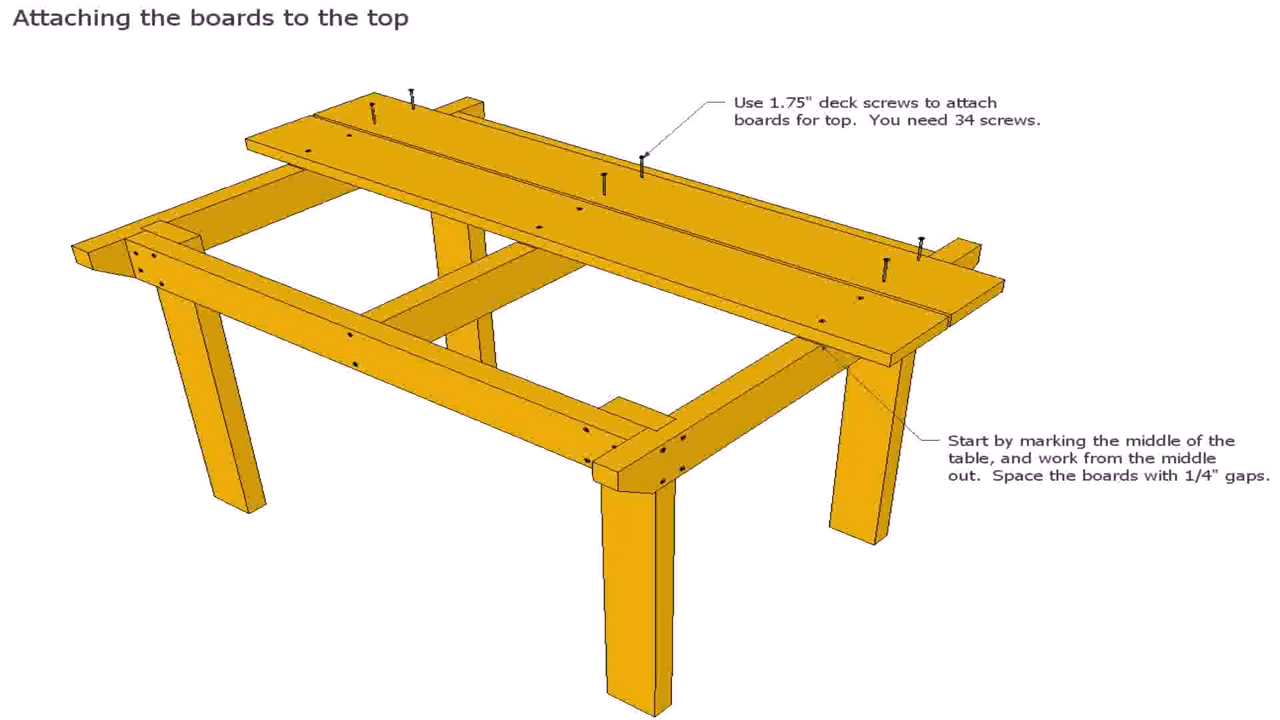 Attaching the boards to the top
Use 1.75" deck screws to attach
boards for top.  You need 34 screws.
Start by marking the middle of the
table, and work from the middle
out.  Space the boards with 1/4" gaps.